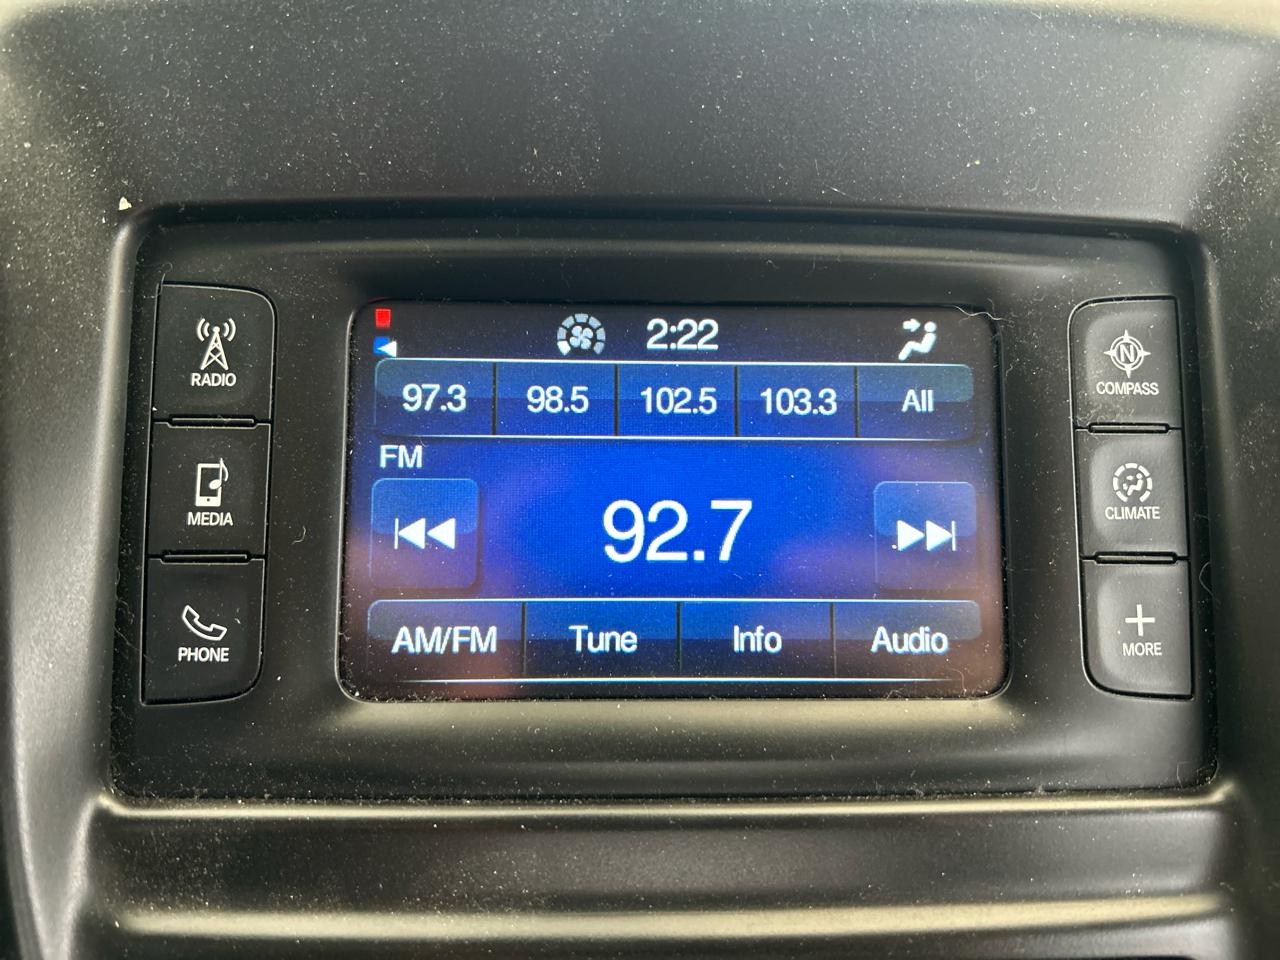 2:22
97.3 98.5 102.5 103.3 All
FM
92.7
AM/FM Tune Info Audio
RADIO
MEDIA
PHONE
N
COMPASS
CLIMATE
MORE